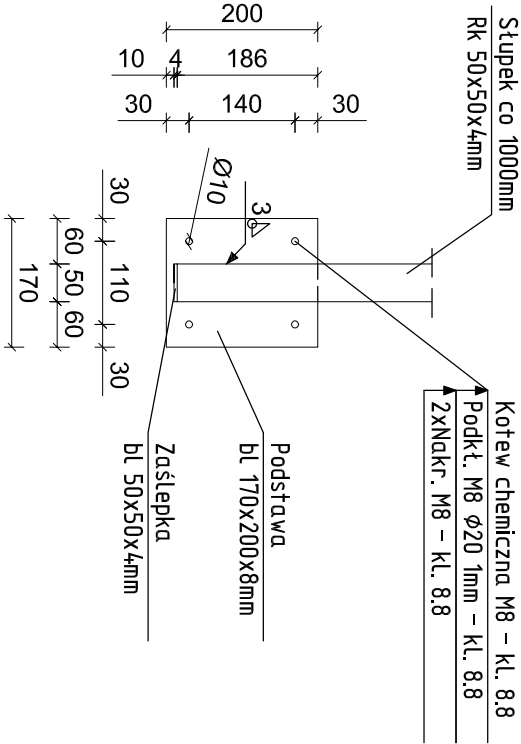 Słupek co 1000mm
Rk 50x50x4mm
Kotew chemiczna M8 - kl. 8.8
Podkł. M8 ø20 1mm - kl. 8.8
2xNakr. M8 - kl. 8.8
200
10 4 186
30 140 30
Ø10
3
30 110 30
60 50 60
170
Podstawa
bl 170x200x8mm
Zaślepka
bl 50x50x4mm